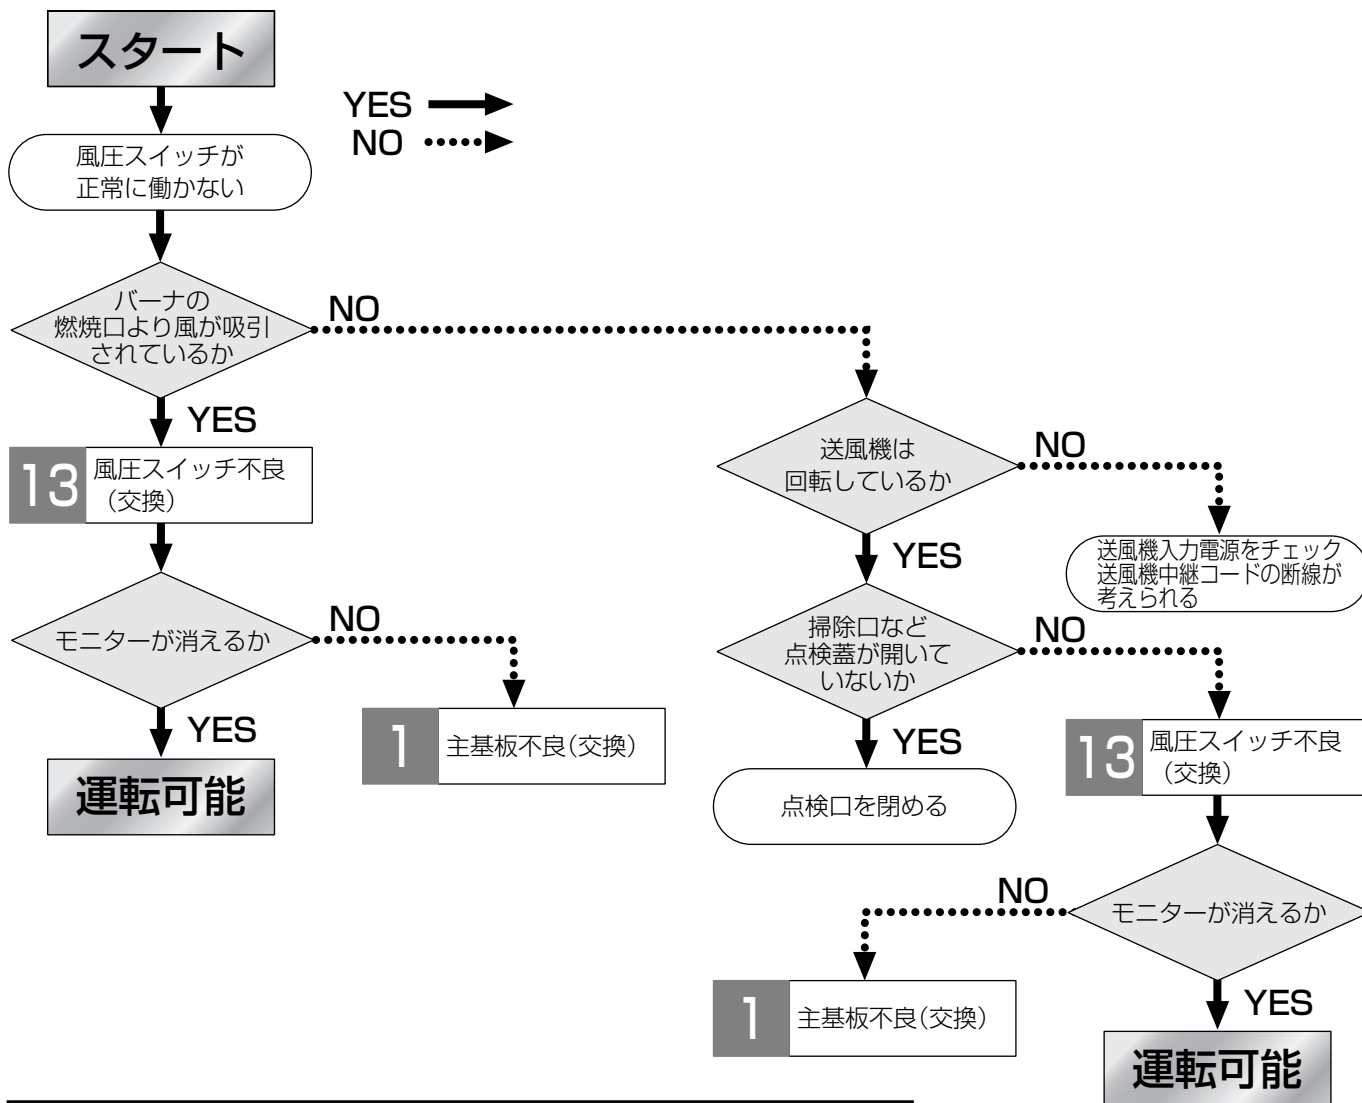 スタート
YES
NO
風圧スイッチが
正常に働かない
バーナの
燃焼口より風が吸引
されているか
NO
YES
13
風圧スイッチ不良
（交換）
モニターが消えるか
NO
YES
1
主基板不良（交換）
運転可能
送風機は
回転しているか
NO
YES
送風機入力電源をチェック
送風機中継コードの断線が
考えられる
掃除口など
点検蓋が開いて
いないか
NO
YES
点検口を閉める
13
風圧スイッチ不良
（交換）
モニターが消えるか
NO
YES
1
主基板不良（交換）
運転可能